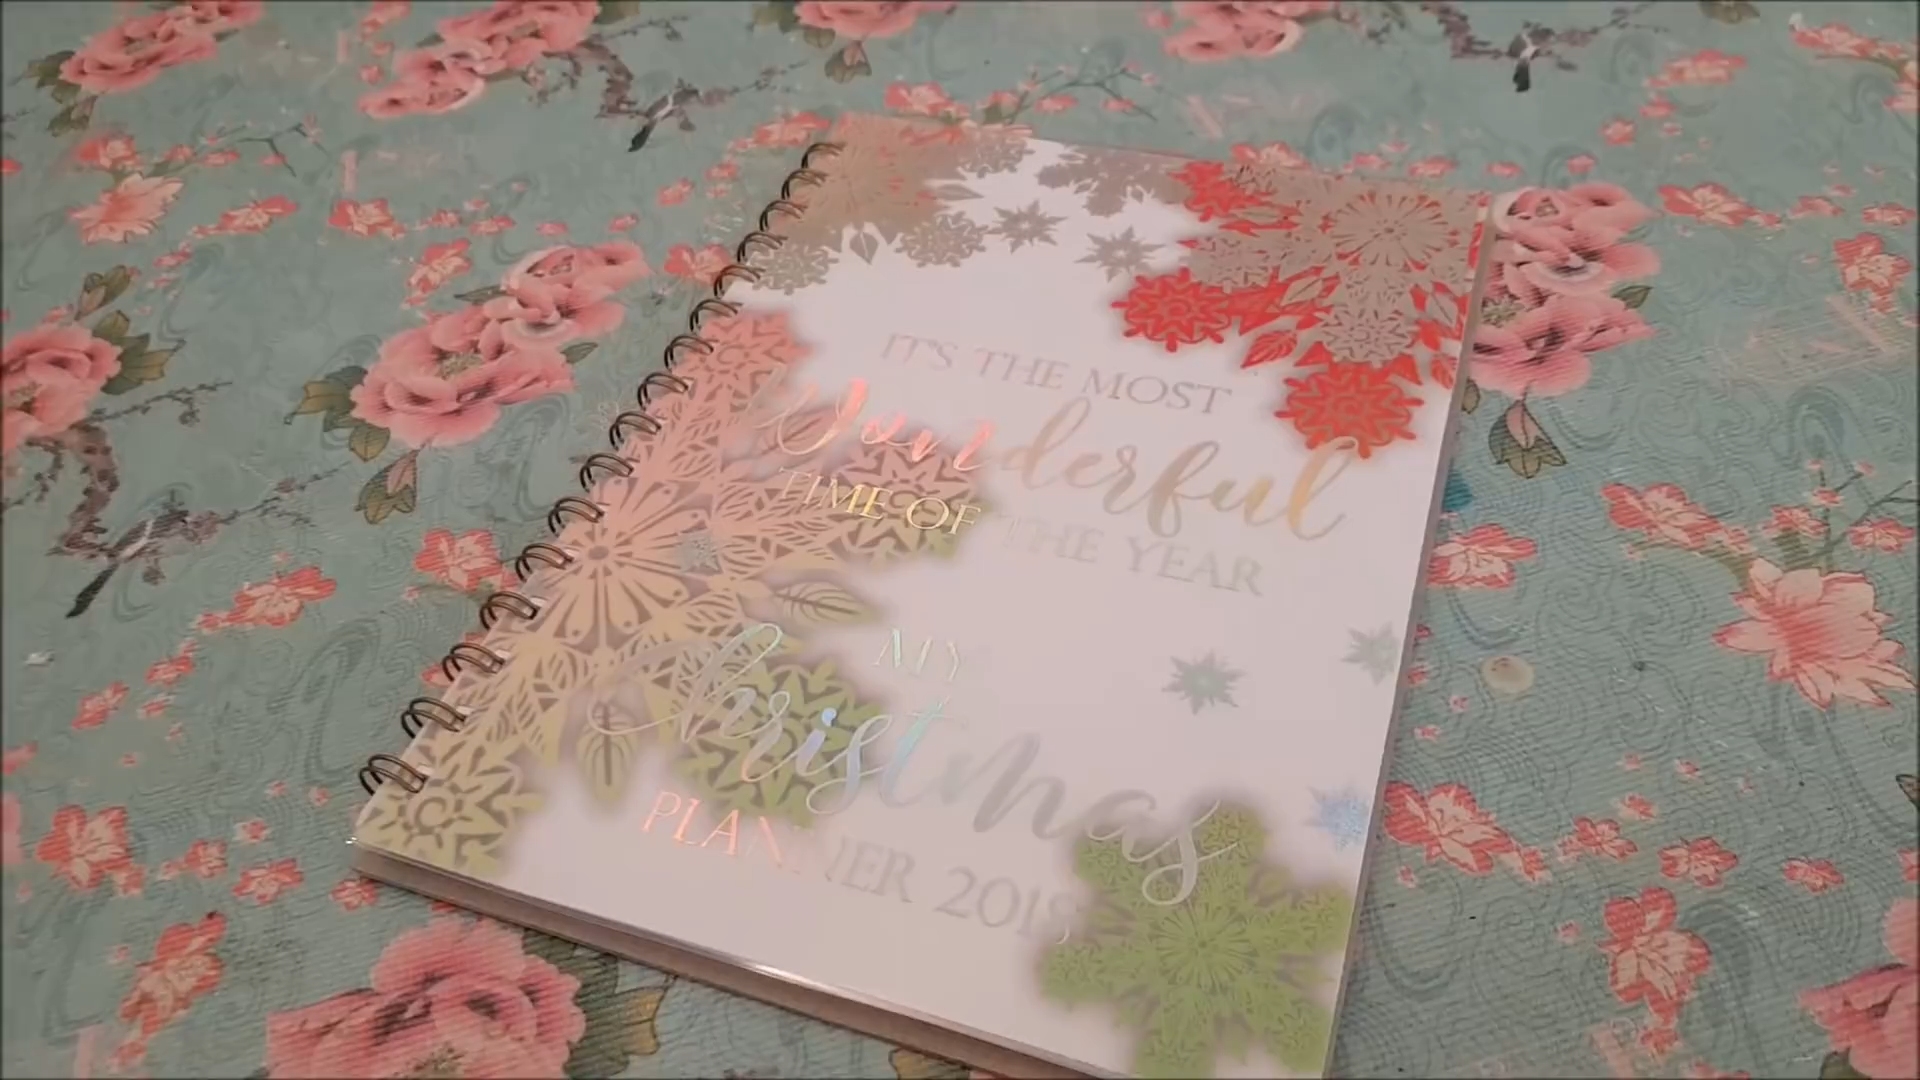 IT'S THE MOST
Wonderful
TIME OF THE YEAR
MY
Christmas
PLANNER 2018